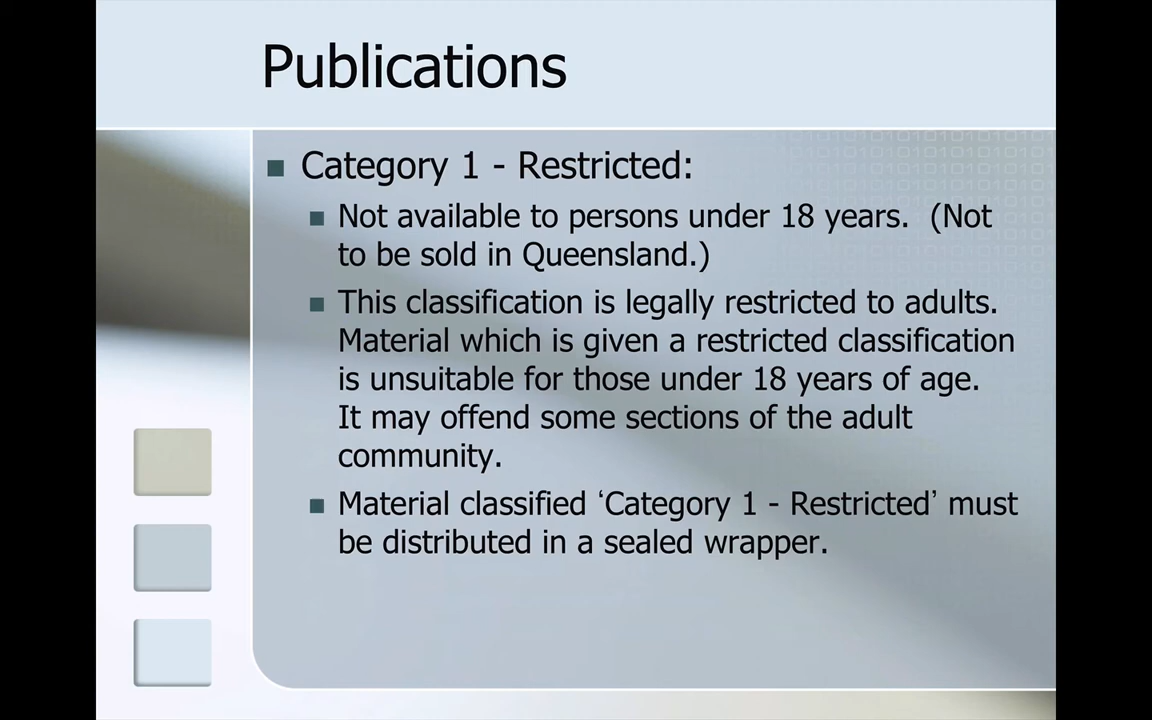 Publications
Category 1 - Restricted:
Not available to persons under 18 years.  (Not
to be sold in Queensland.)
This classification is legally restricted to adults.
Material which is given a restricted classification
is unsuitable for those under 18 years of age.
It may offend some sections of the adult
community.
Material classified ‘Category 1 - Restricted’ must
be distributed in a sealed wrapper.